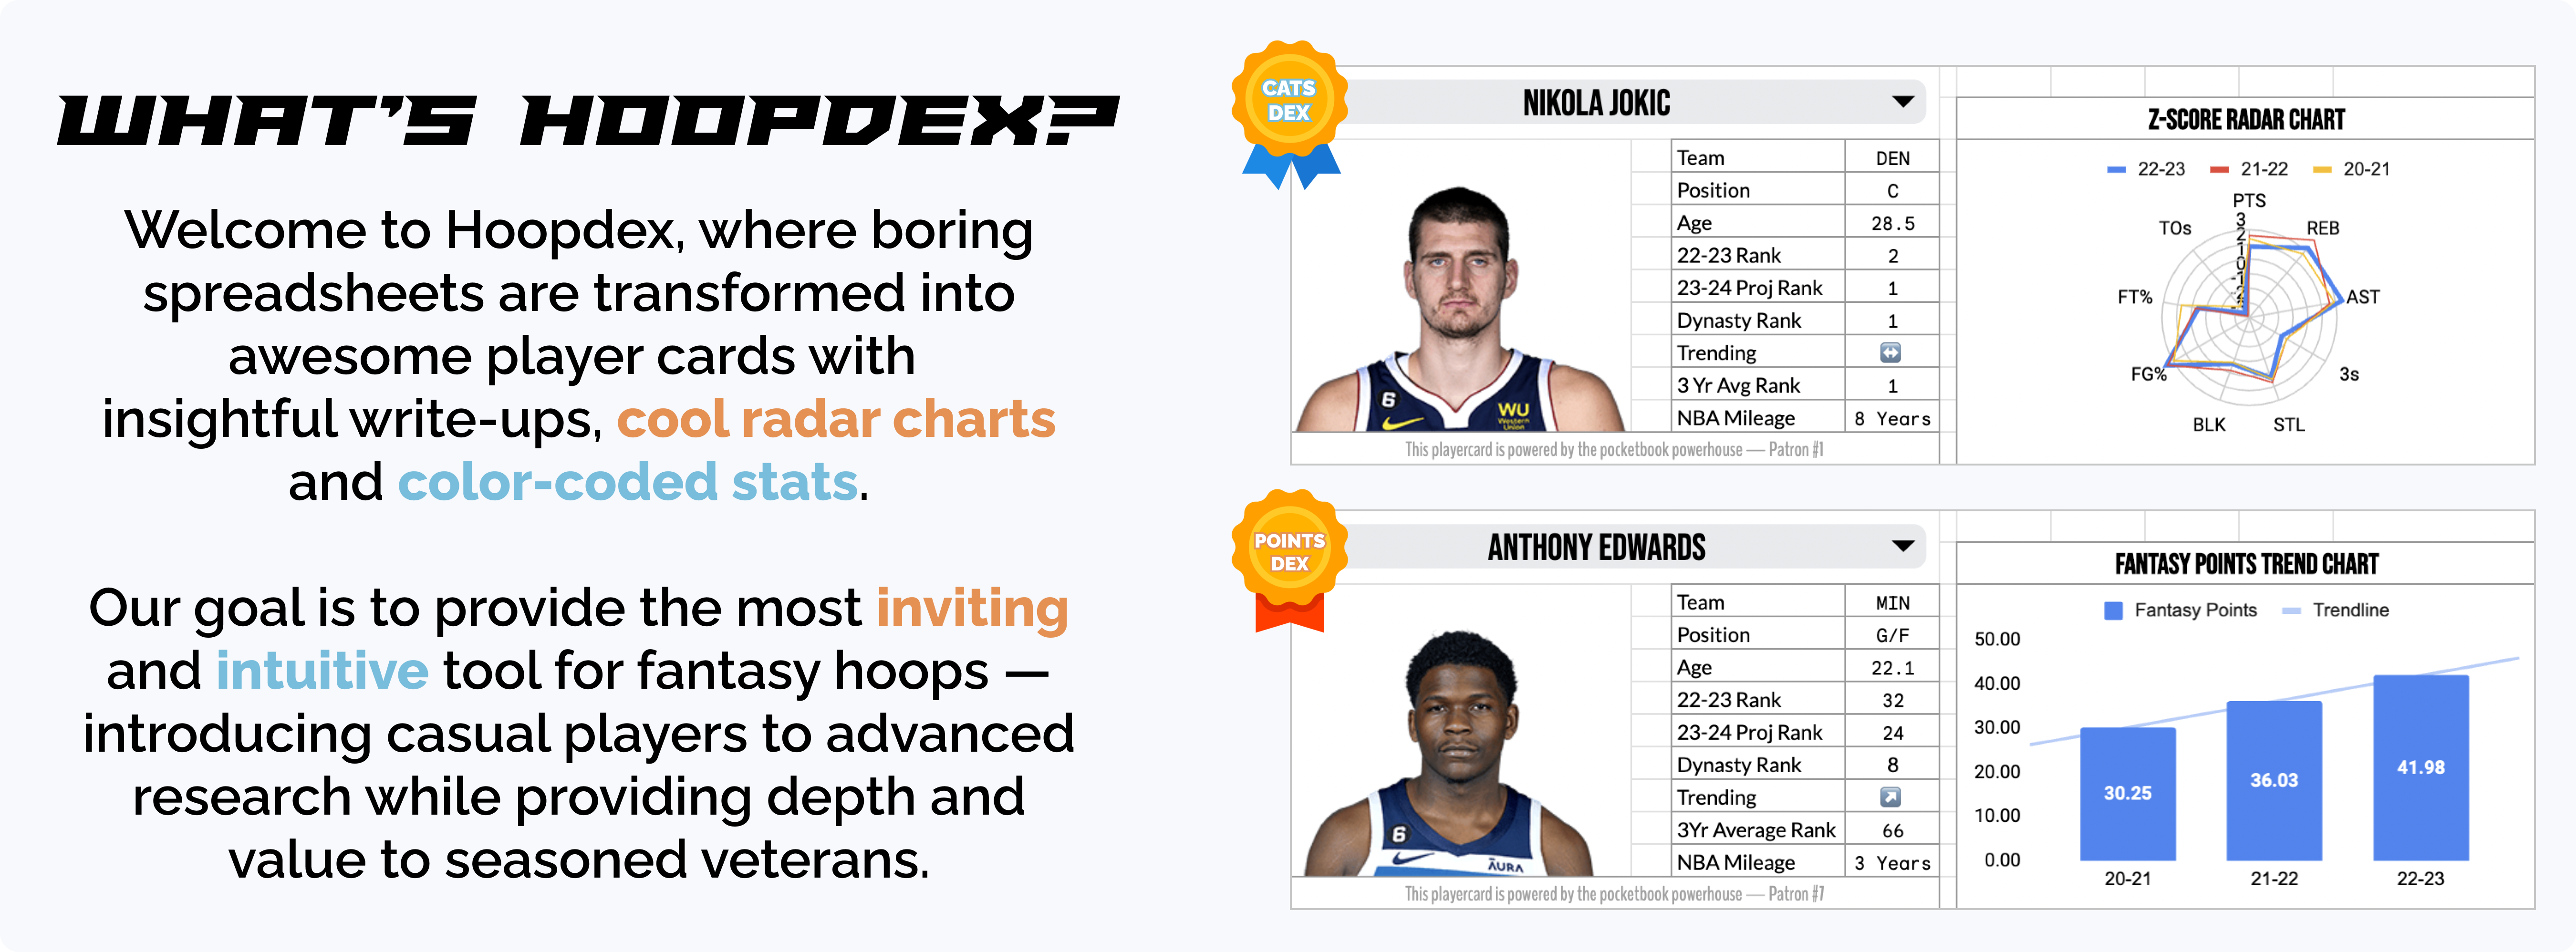 WHAT'S HOOPDEX?
Welcome to Hoopdex, where boring
spreadsheets are transformed into
awesome player cards with
insightful write-ups, cool radar charts
and color-coded stats.
Our goal is to provide the most inviting
and intuitive tool for fantasy hoops —
introducing casual players to advanced
research while providing depth and
value to seasoned veterans.
CATS
DEX
NIKOLA JOKIC
Team DEN
Position C
Age 28.5
22-23 Rank 2
23-24 Proj Rank 1
Dynasty Rank 1
Trending ↔
3 Yr Avg Rank 1
NBA Mileage 8 Years
6
WU
Western
Union
This playercard is powered by the pocketbook powerhouse — Patron #1
Z-SCORE RADAR CHART
22-23 21-22 20-21
PTS
REB
AST
3s
STL
BLK
FG%
FT%
TOs
3
2
1
0
POINTS
DEX
ANTHONY EDWARDS
Team MIN
Position G/F
Age 22.1
22-23 Rank 32
23-24 Proj Rank 24
Dynasty Rank 8
Trending ↗
3Yr Average Rank 66
NBA Mileage 3 Years
6
AURA
This playercard is powered by the pocketbook powerhouse — Patron #7
FANTASY POINTS TREND CHART
Fantasy Points Trendline
50.00
40.00
30.00
20.00
10.00
0.00
30.25
36.03
41.98
20-21 21-22 22-23